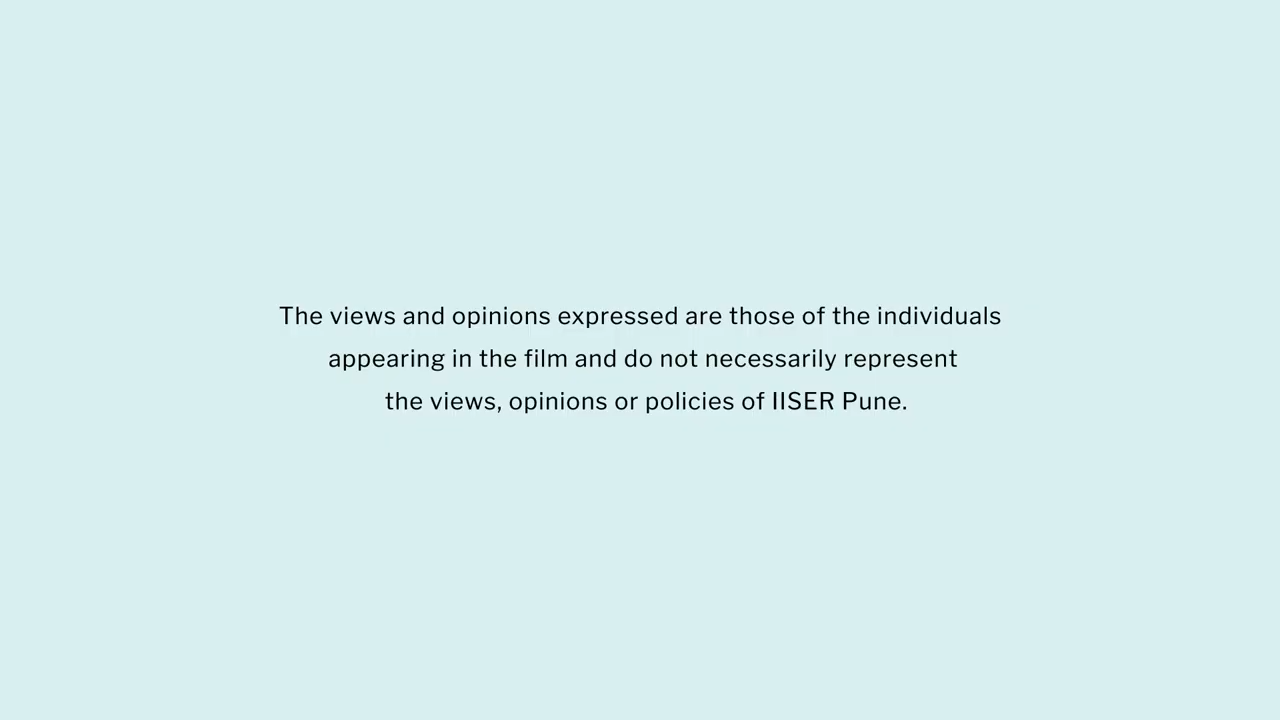 The views and opinions expressed are those of the individuals
appearing in the film and do not necessarily represent
the views, opinions or policies of IISER Pune.